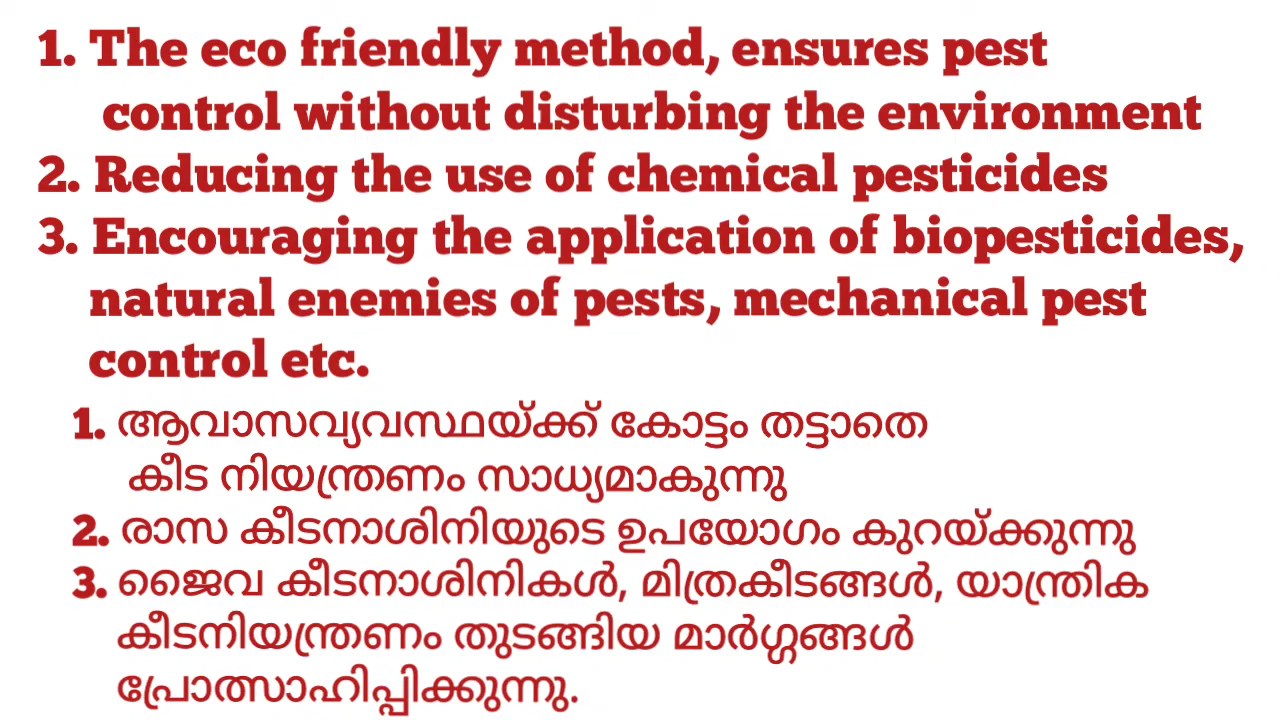 1. The eco friendly method, ensures pest
control without disturbing the environment
2. Reducing the use of chemical pesticides
3. Encouraging the application of biopesticides,
natural enemies of pests, mechanical pest
control etc.
1. ആവാസവ്യവസ്ഥയ്ക്ക് കോട്ടം തട്ടാതെ
കീട നിയന്ത്രണം സാധ്യമാകുന്നു
2. രാസ കീടനാശിനിയുടെ ഉപയോഗം കുറയ്ക്കുന്നു
3. ജൈവ കീടനാശിനികൾ, മിത്രകീടങ്ങൾ, യാന്ത്രിക
കീടനിയന്ത്രണം തുടങ്ങിയ മാർഗ്ഗങ്ങൾ
പ്രോത്സാഹിപ്പിക്കുന്നു.